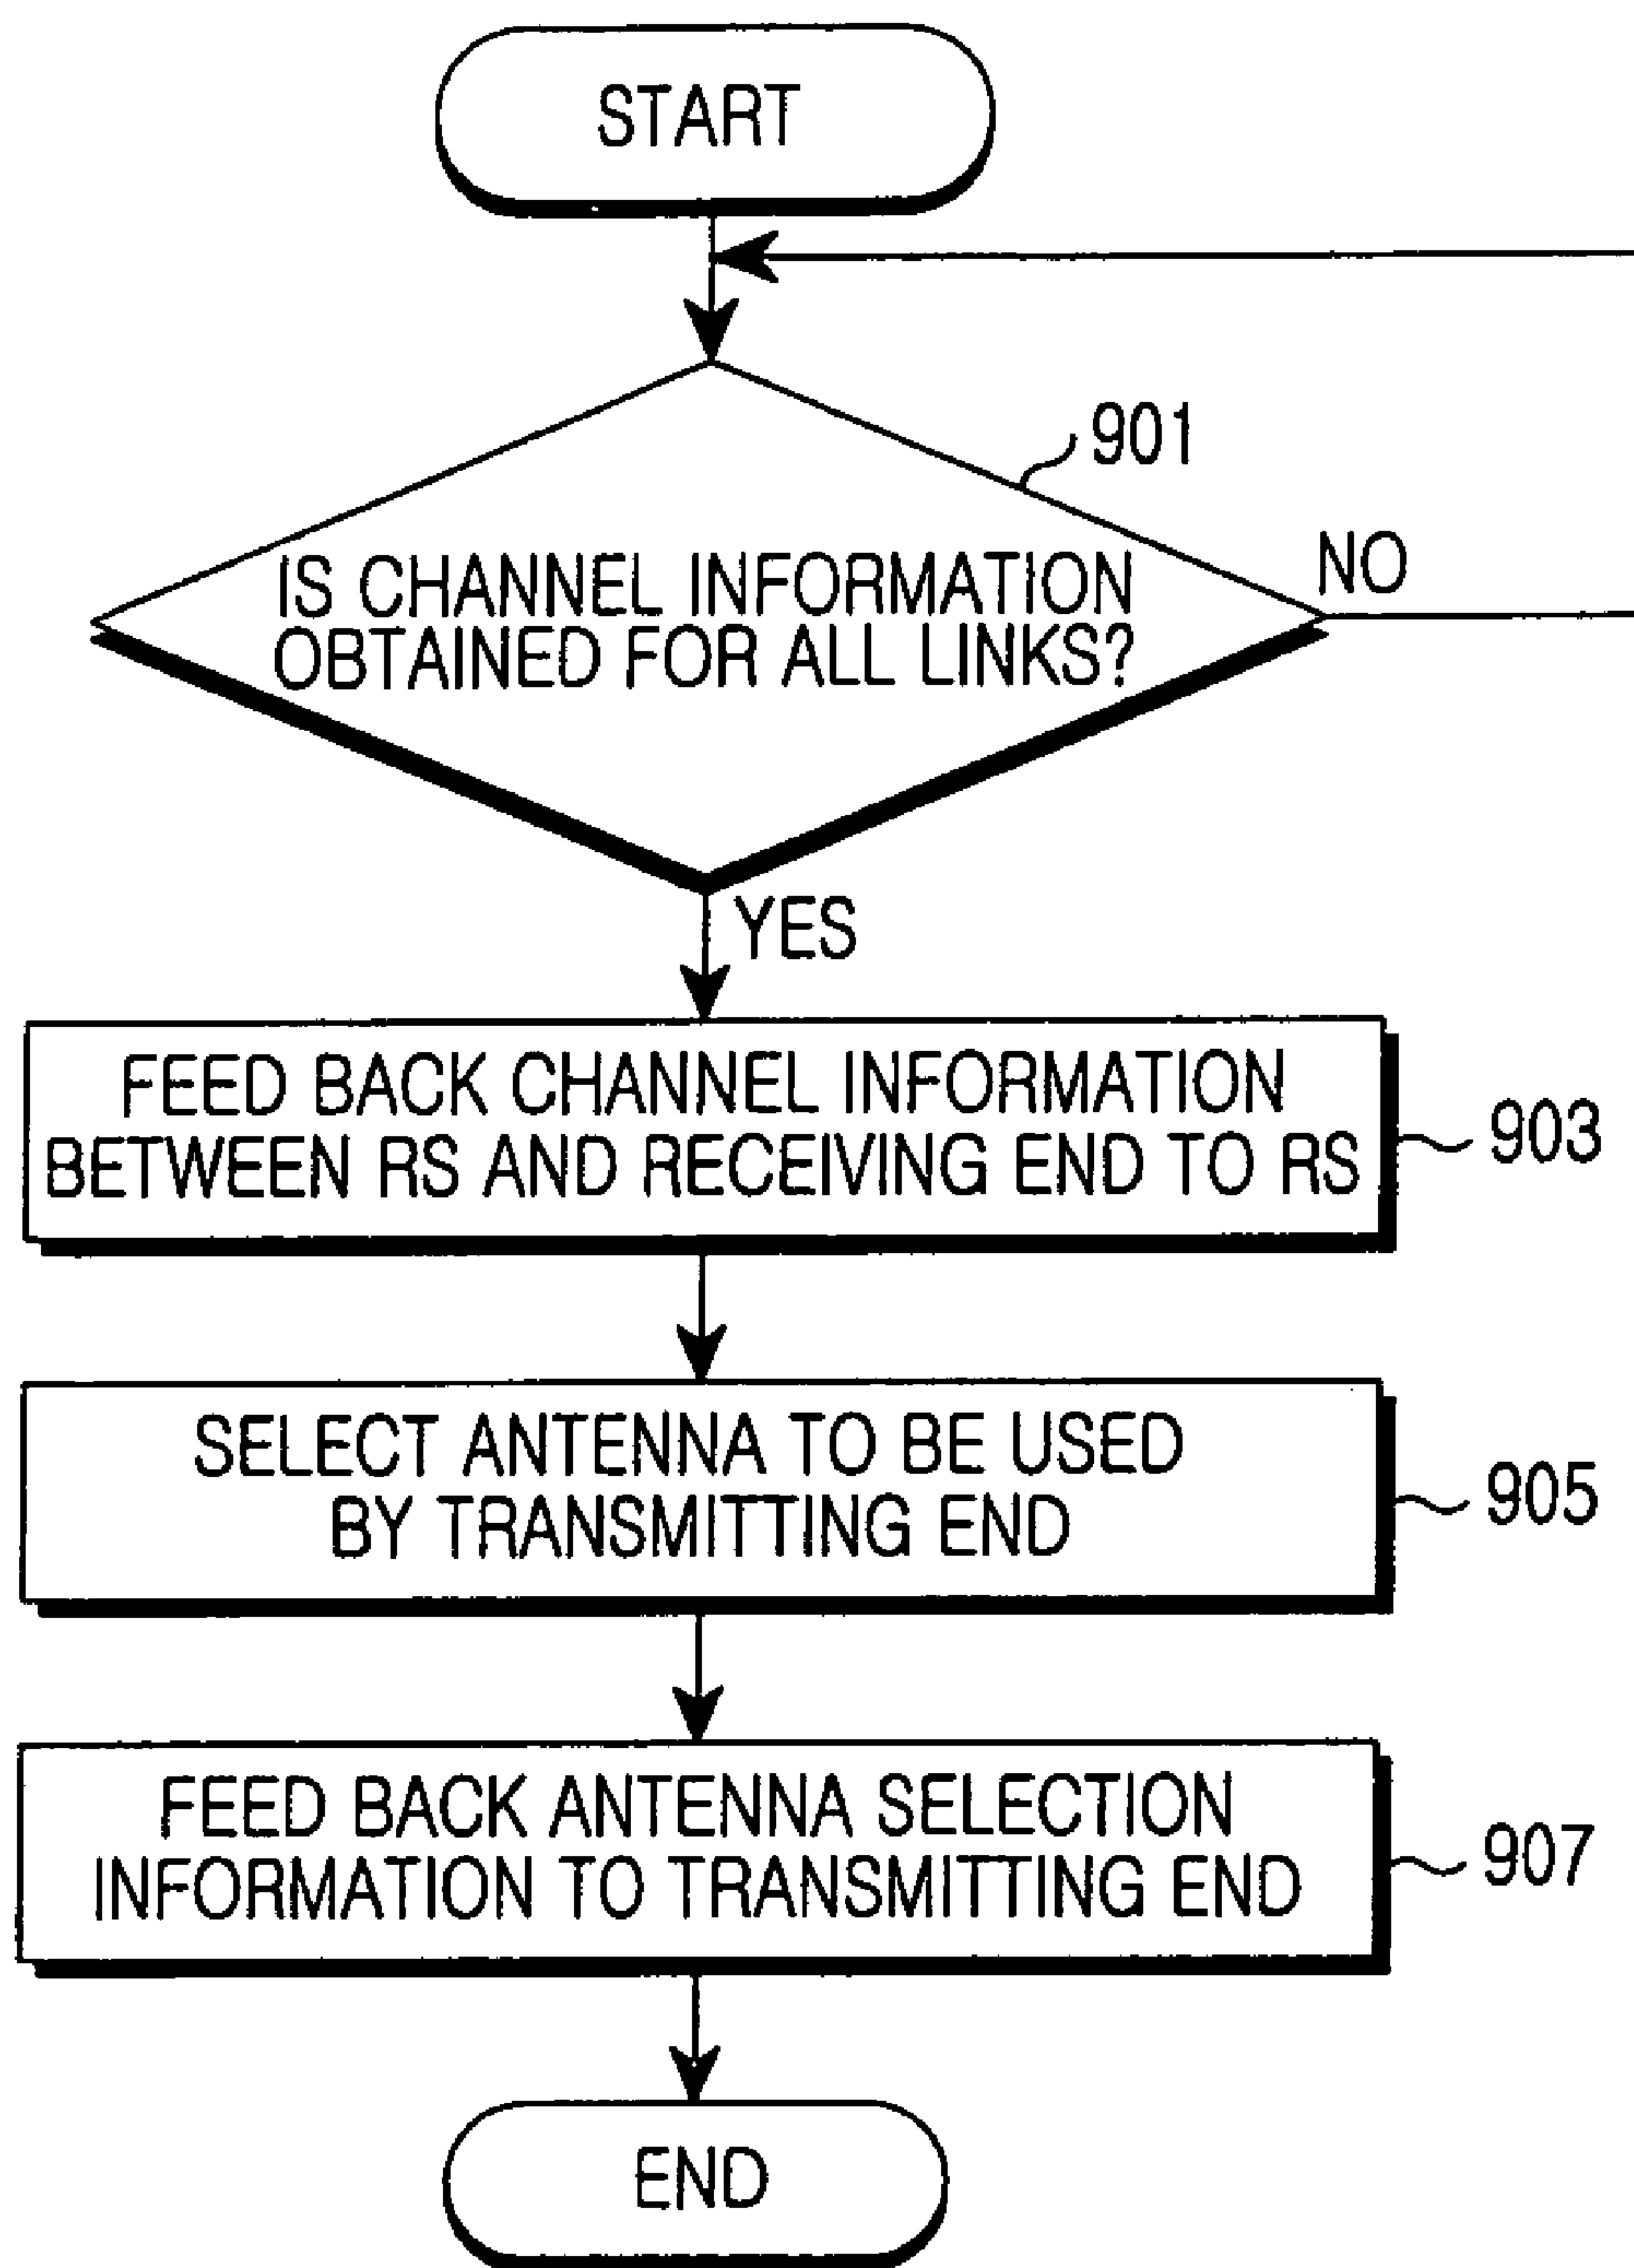 START
901
IS CHANNEL INFORMATION
OBTAINED FOR ALL LINKS?
NO
YES
FEED BACK CHANNEL INFORMATION
BETWEEN RS AND RECEIVING END TO RS
903
SELECT ANTENNA TO BE USED
BY TRANSMITTING END
905
FEED BACK ANTENNA SELECTION
INFORMATION TO TRANSMITTING END
907
END